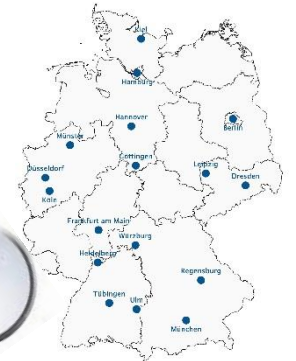 Kiel
Hamburg
Hannover
Berlin
Münster
Göttingen
Leipzig
Düsseldorf
Dresden
Köln
Frankfurt am Main
Würzburg
Heidelberg
Regensburg
Tübingen
Ulm
München